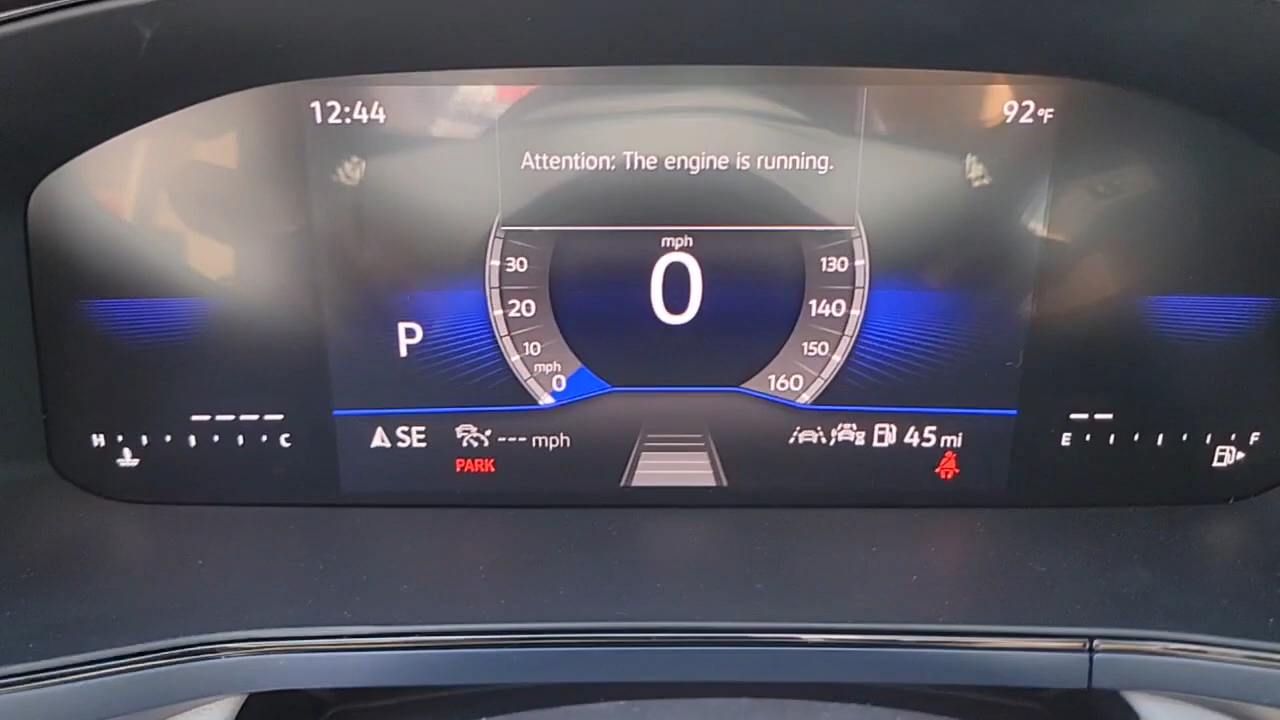 12:44
92°F
Attention: The engine is running.
mph
0
30
20
10
mph
0
130
140
150
160
P
H
C
SE
--- mph
PARK
45 mi
E
F